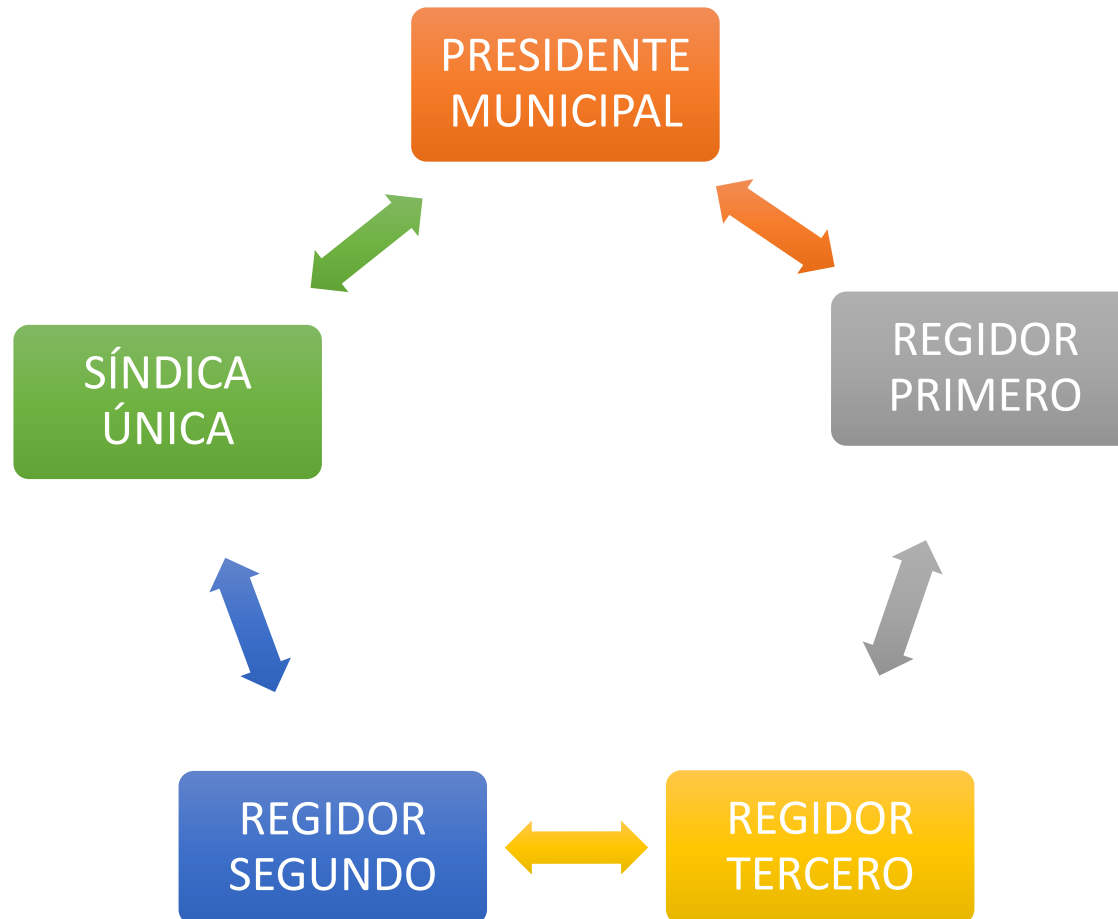 PRESIDENTE
MUNICIPAL
SÍNDICA
ÚNICA
REGIDOR
PRIMERO
REGIDOR
SEGUNDO
REGIDOR
TERCERO